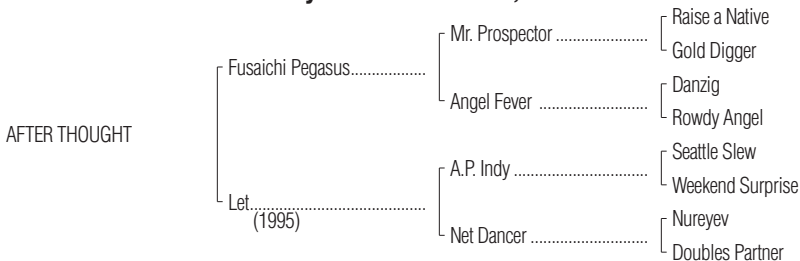 Raise a Native
Mr. Prospector ........................
Gold Digger
Fusaichi Pegasus..................
Danzig
Angel Fever ............................
Rowdy Angel
AFTER THOUGHT
Seattle Slew
A.P. Indy ...................................
Weekend Surprise
Let..........................................
(1995)
Nureyev
Net Dancer ..............................
Doubles Partner